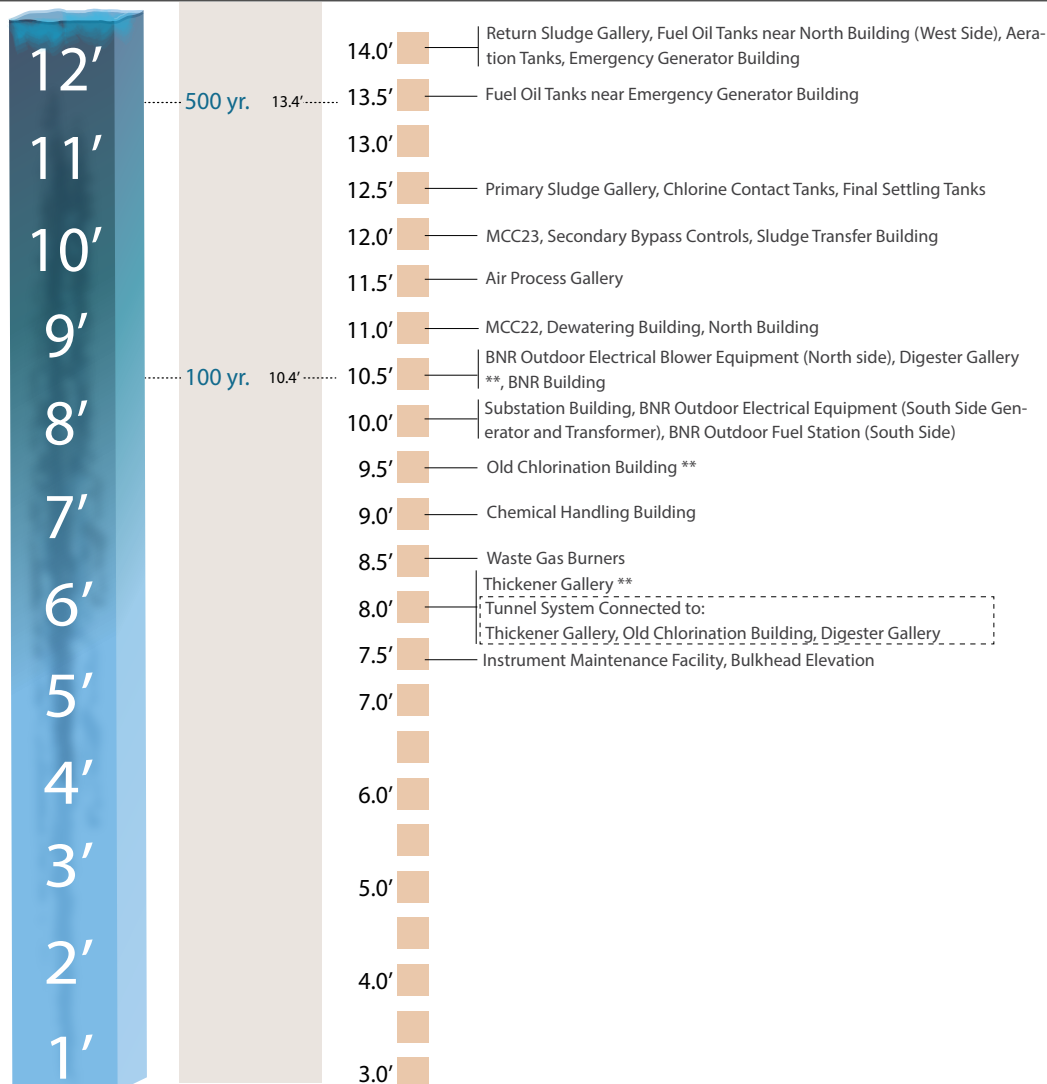 12′
11′
10′
9′
8′
7′
6′
5′
4′
3′
2′
1′
500 yr. 13.4′
100 yr. 10.4′
14.0′ Return Sludge Gallery, Fuel Oil Tanks near North Building (West Side), Aera-
tion Tanks, Emergency Generator Building
13.5′ Fuel Oil Tanks near Emergency Generator Building
13.0′
12.5′ Primary Sludge Gallery, Chlorine Contact Tanks, Final Settling Tanks
12.0′ MCC23, Secondary Bypass Controls, Sludge Transfer Building
11.5′ Air Process Gallery
11.0′ MCC22, Dewatering Building, North Building
10.5′ BNR Outdoor Electrical Blower Equipment (North side), Digester Gallery
**, BNR Building
10.0′ Substation Building, BNR Outdoor Electrical Equipment (South Side Gen-
erator and Transformer), BNR Outdoor Fuel Station (South Side)
9.5′ Old Chlorination Building **
9.0′ Chemical Handling Building
8.5′ Waste Gas Burners
Thickener Gallery **
8.0′ Tunnel System Connected to:
Thickener Gallery, Old Chlorination Building, Digester Gallery
7.5′ Instrument Maintenance Facility, Bulkhead Elevation
7.0′
6.0′
5.0′
4.0′
3.0′